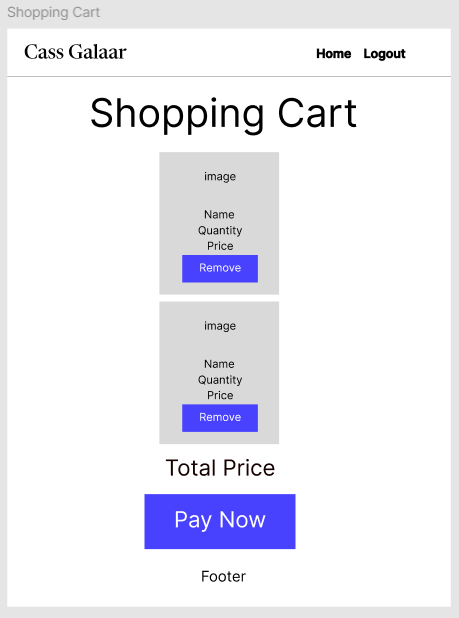 Shopping Cart
Cass Galaar Home Logout
Shopping Cart
image
Name
Quantity
Price
Remove
image
Name
Quantity
Price
Remove
Total Price
Pay Now
Footer